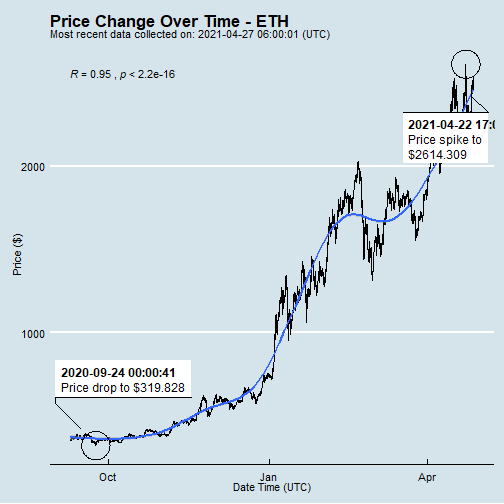 Price Change Over Time - ETH
Most recent data collected on: 2021-04-27 06:00:01 (UTC)
R = 0.95 , p < 2.2e-16
2021-04-22 17:0
Price spike to
$2614.309
2000
Price ($)
1000
2020-09-24 00:00:41
Price drop to $319.828
Oct
Jan
Apr
Date Time (UTC)